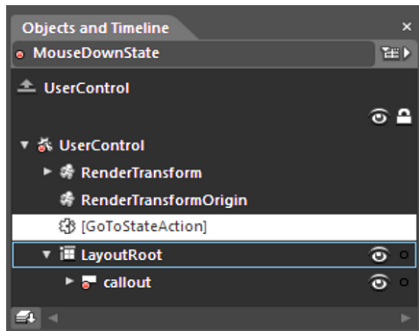 Objects and Timeline
MouseDownState
UserControl
UserControl
RenderTransform
RenderTransformOrigin
[GoToStateAction]
LayoutRoot
callout